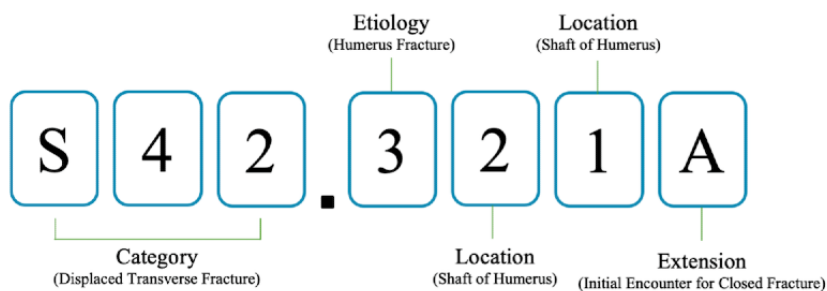 Etiology
(Humerus Fracture)
Location
(Shaft of Humerus)
S 4 2 . 3 2 1 A
Category
(Displaced Transverse Fracture)
Location
(Shaft of Humerus)
Extension
(Initial Encounter for Closed Fracture)